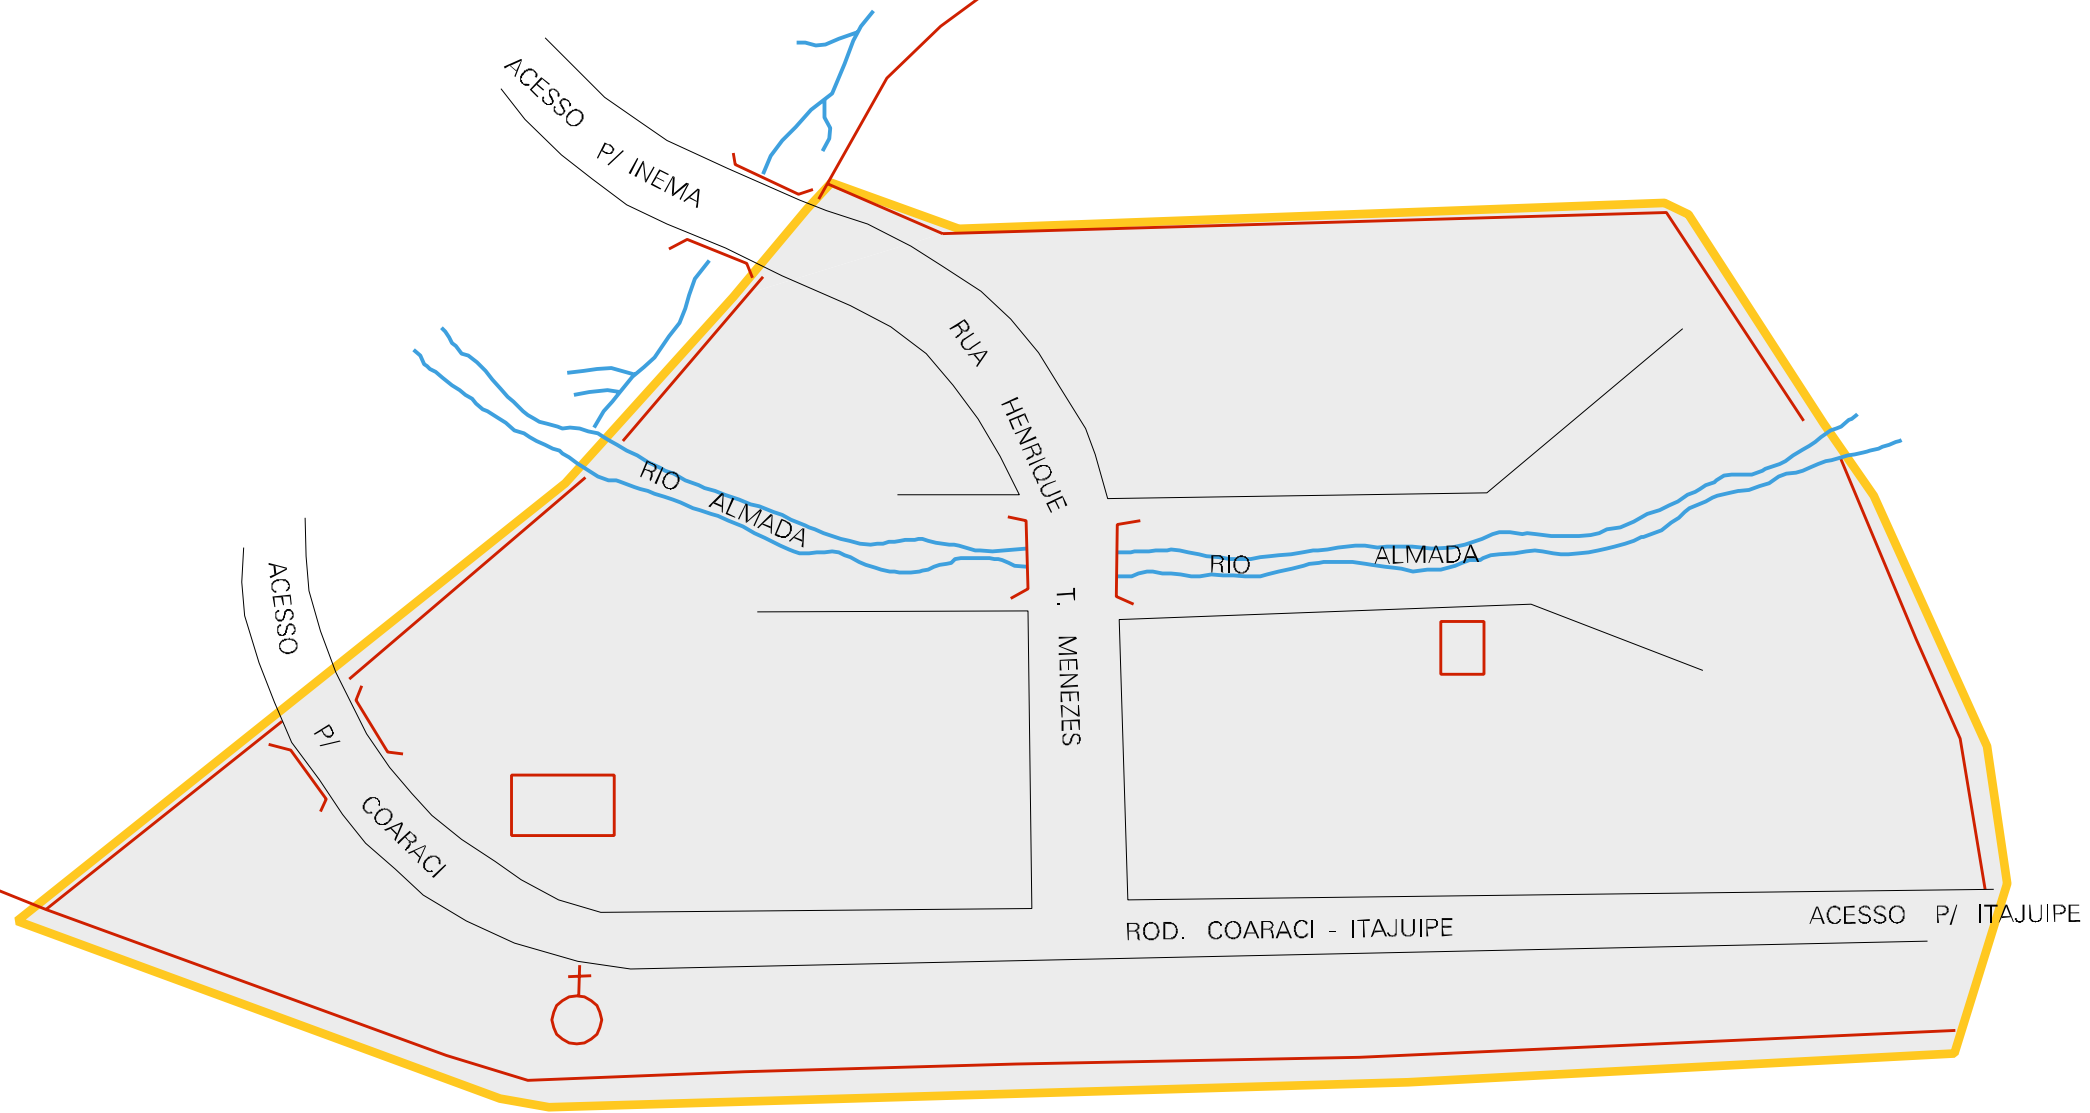 ACESSO P/ INEMA
RUA HENRIQUE T. MENEZES
RIO ALMADA
RIO ALMADA
ACESSO P/ COARACI
ROD. COARACI - ITAJUIPE
ACESSO P/ ITAJUIPE